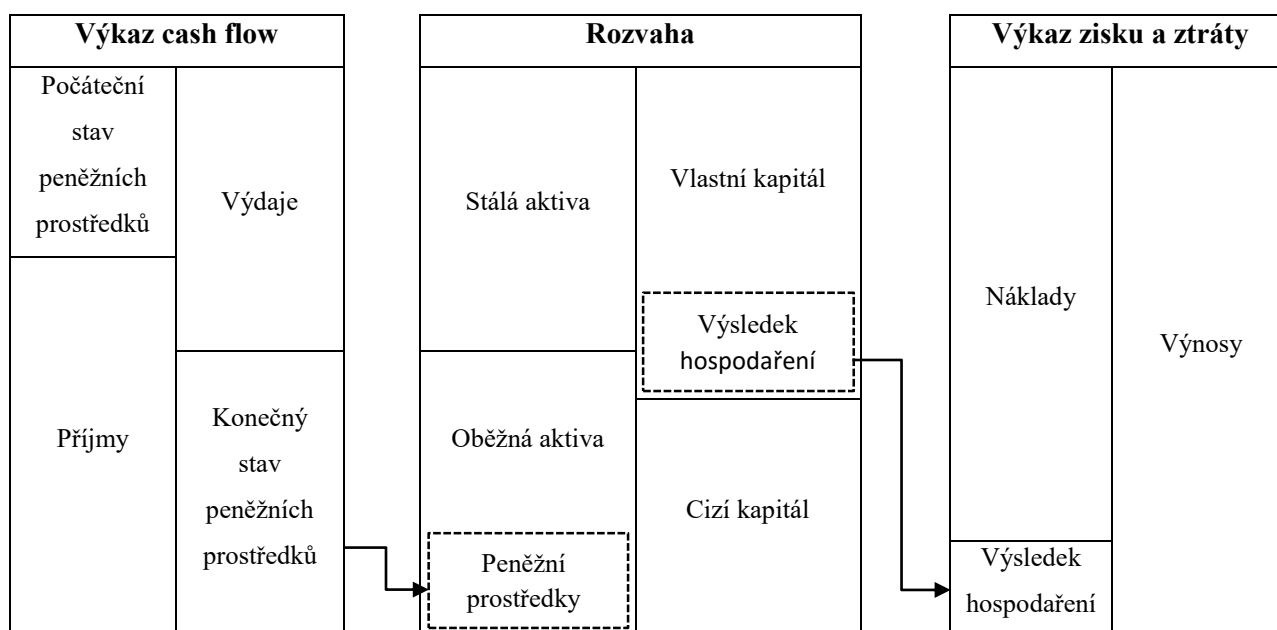 Výkaz cash flow
Počáteční
stav
peněžních
prostředků
Výdaje
Příjmy
Konečný
stav
peněžních
prostředků
Rozvaha
Stálá aktiva
Vlastní kapitál
Výsledek
hospodaření
Oběžná aktiva
Peněžní
prostředky
Cizí kapitál
Výkaz zisku a ztráty
Náklady
Výnosy
Výsledek
hospodaření